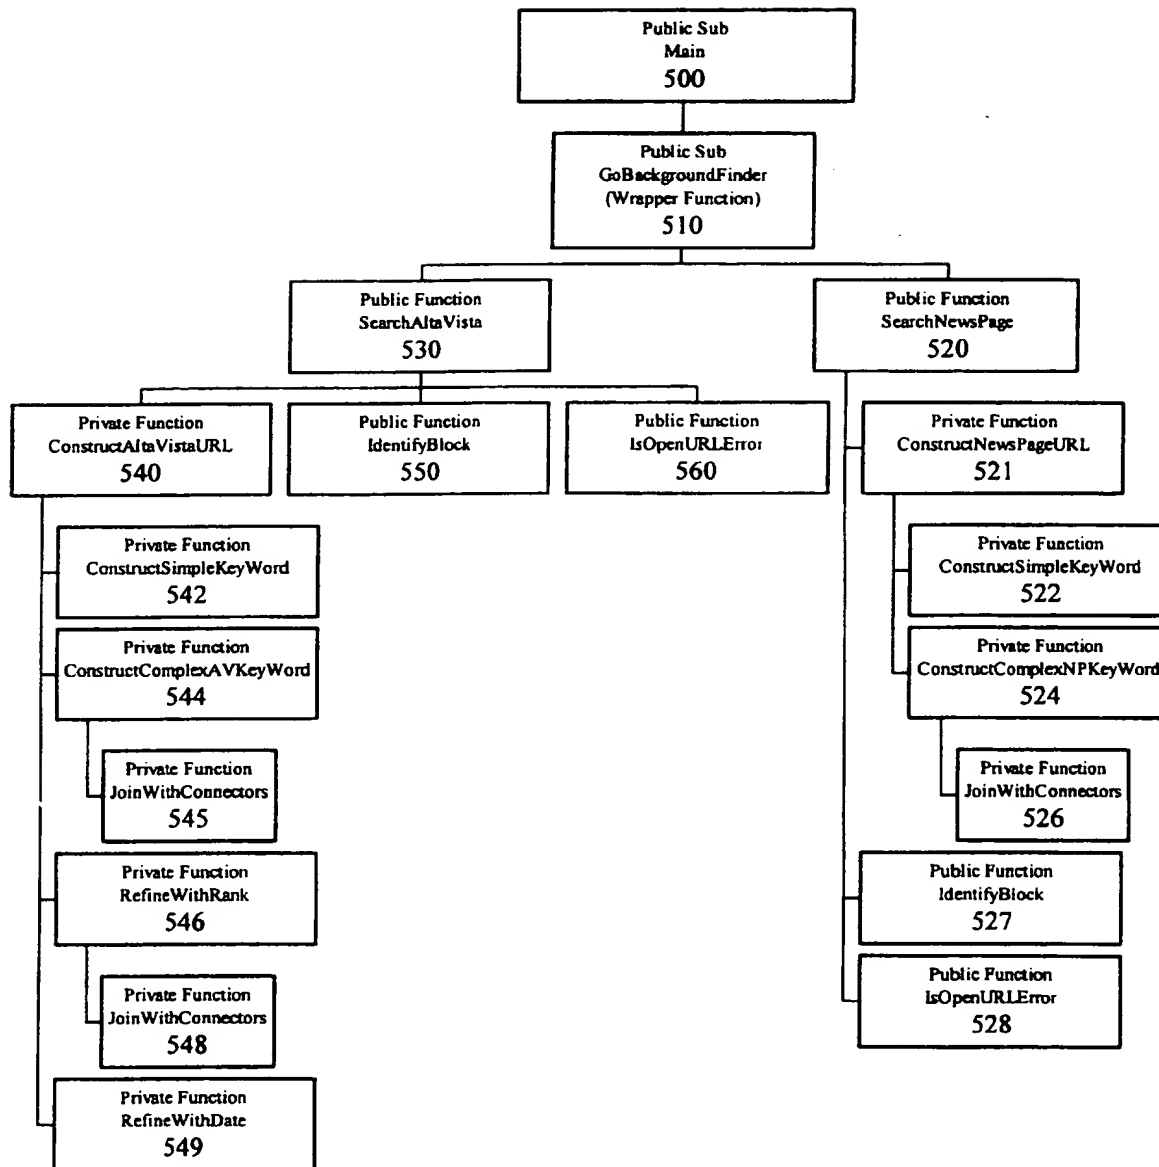 Public Sub
Main
500
Public Sub
GoBackgroundFinder
(Wrapper Function)
510
Public Function
SearchAltaVista
530
Public Function
SearchNewsPage
520
Private Function
ConstructAltaVistaURL
540
Public Function
IdentifyBlock
550
Public Function
IsOpenURLError
560
Private Function
ConstructNewsPageURL
521
Private Function
ConstructSimpleKeyWord
542
Private Function
ConstructSimpleKeyWord
522
Private Function
ConstructComplexAVKeyWord
544
Private Function
ConstructComplexNPKeyWord
524
Private Function
JoinWithConnectors
545
Private Function
JoinWithConnectors
526
Private Function
RefineWithRank
546
Public Function
IdentifyBlock
527
Private Function
JoinWithConnectors
548
Public Function
IsOpenURLError
528
Private Function
RefineWithDate
549